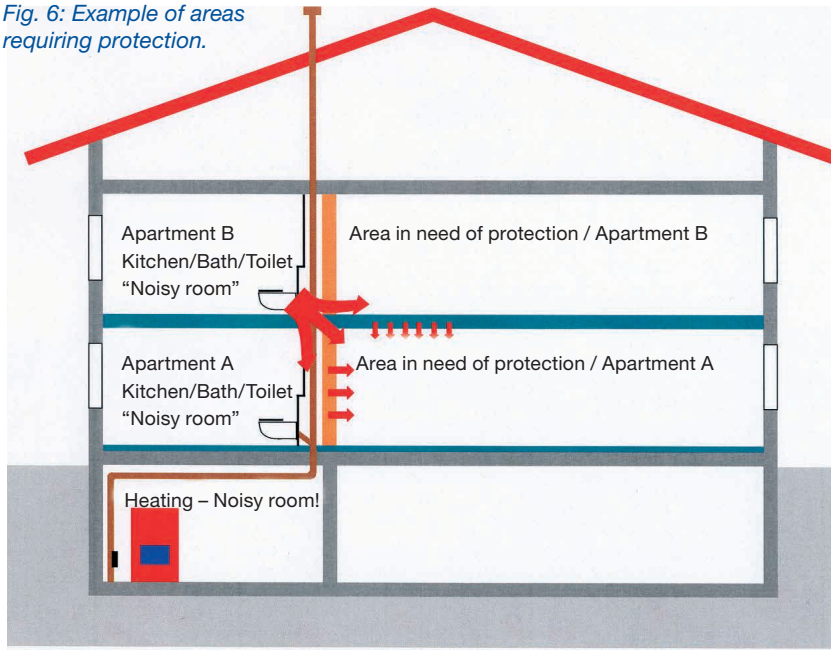 Fig. 6: Example of areas
requiring protection.
Apartment B
Kitchen/Bath/Toilet
“Noisy room”
Area in need of protection / Apartment B
Apartment A
Kitchen/Bath/Toilet
“Noisy room”
Area in need of protection / Apartment A
Heating – Noisy room!